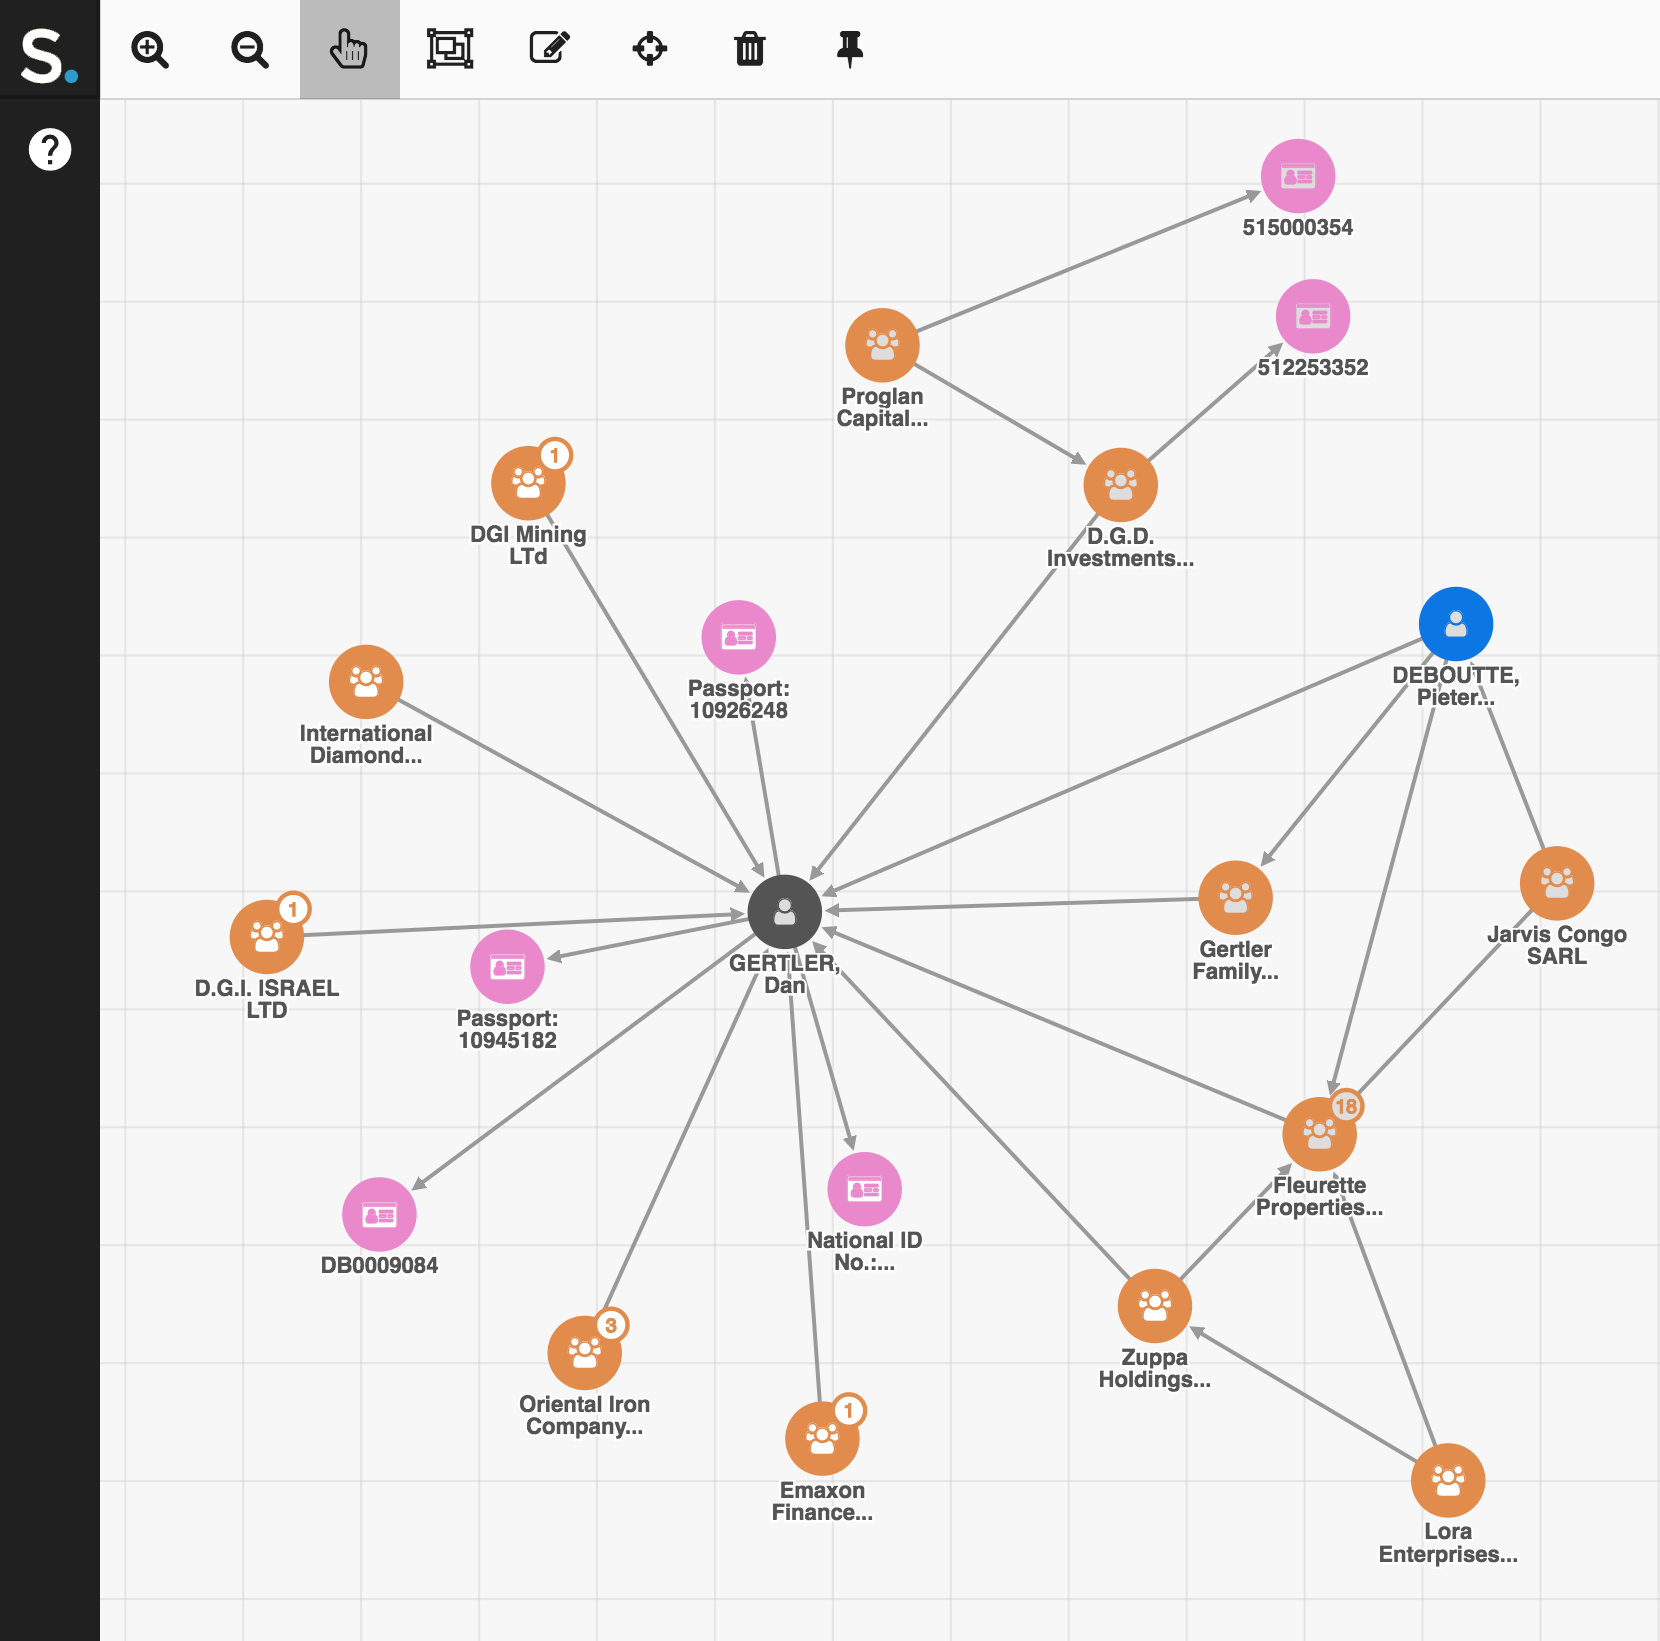 S.
?
515000354
512253352
Proglan
Capital...
1
DGI Mining
LTd
D.G.D.
Investments...
DEBOUTTE,
Pieter...
Passport:
10926248
International
Diamond...
1
D.G.I. ISRAEL
LTD
Passport:
10945182
GERTLER,
Dan
Gertler
Family...
Jarvis Congo
SARL
18
Fleurette
Properties...
DB0009084
National ID
No.:...
3
Oriental Iron
Company...
Zuppa
Holdings...
1
Emaxon
Finance...
Lora
Enterprises...